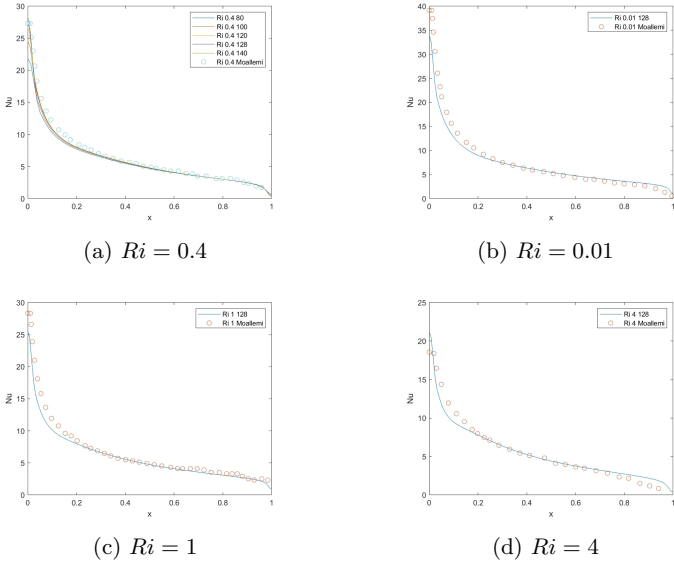 30
25
20
15
10
5
0
Nu
0 0.2 0.4 0.6 0.8 1
x
Ri 0.4 80
Ri 0.4 100
Ri 0.4 120
Ri 0.4 128
Ri 0.4 140
Ri 0.4 Moallemi
(a) Ri = 0.4
40
35
30
25
20
15
10
5
0
Nu
0 0.2 0.4 0.6 0.8 1
x
Ri 0.01 128
Ri 0.01 Moallemi
(b) Ri = 0.01
30
25
20
15
10
5
0
Nu
0 0.2 0.4 0.6 0.8 1
x
Ri 1 128
Ri 1 Moallemi
(c) Ri = 1
25
20
15
10
5
0
Nu
0 0.2 0.4 0.6 0.8 1
x
Ri 4 128
Ri 4 Moallemi
(d) Ri = 4